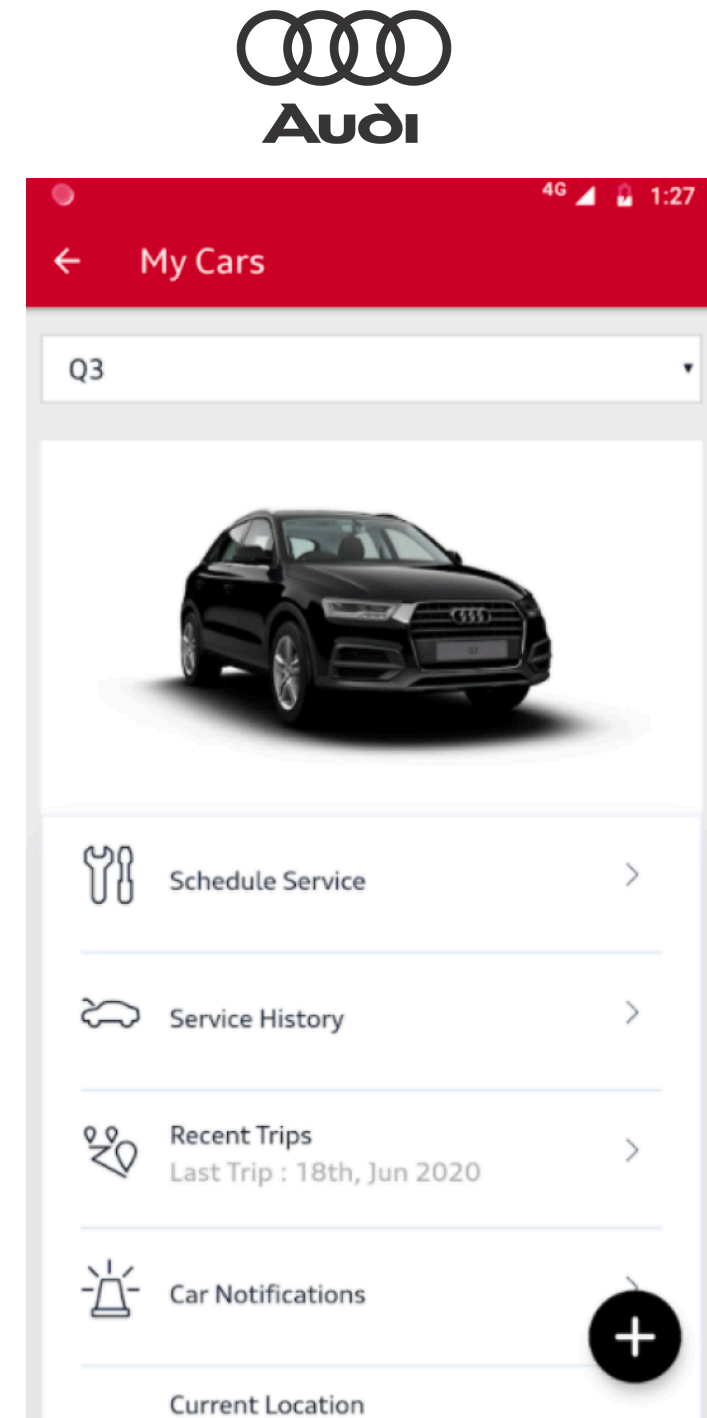 Audi
4G 1:27
My Cars
Q3
Schedule Service
Service History
Recent Trips
Last Trip : 18th, Jun 2020
Car Notifications
Current Location